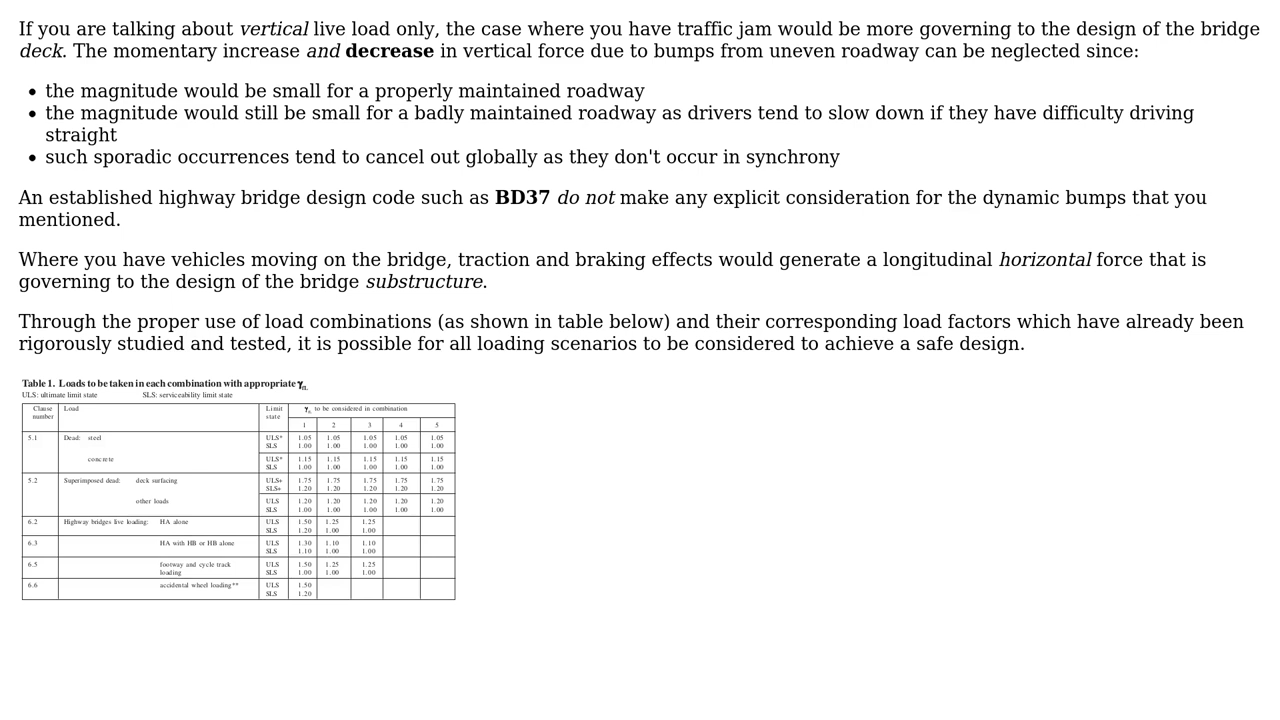 If you are talking about vertical live load only, the case where you have traffic jam would be more governing to the design of the bridge
deck. The momentary increase and decrease in vertical force due to bumps from uneven roadway can be neglected since:
• the magnitude would be small for a properly maintained roadway
• the magnitude would still be small for a badly maintained roadway as drivers tend to slow down if they have difficulty driving
straight
• such sporadic occurrences tend to cancel out globally as they don't occur in synchrony
An established highway bridge design code such as BD37 do not make any explicit consideration for the dynamic bumps that you
mentioned.
Where you have vehicles moving on the bridge, traction and braking effects would generate a longitudinal horizontal force that is
governing to the design of the bridge substructure.
Through the proper use of load combinations (as shown in table below) and their corresponding load factors which have already been
rigorously studied and tested, it is possible for all loading scenarios to be considered to achieve a safe design.
Table 1. Loads to be taken in each combination with appropriate
ULS: ultimate limit state SLS: serviceability limit state
Clause Load Limit to be considered in combination
number state
1 2 3 4 5
5.1 Dead: steel ULS* 1.05 1.05 1.05 1.05 1.05
SLS 1.00 1.00 1.00 1.00 1.00
concrete ULS* 1.15 1.15 1.15 1.15 1.15
SLS 1.00 1.00 1.00 1.00 1.00
5.2 Superimposed dead: deck surfacing ULS+ 1.75 1.75 1.75 1.75 1.75
SLS+ 1.20 1.20 1.20 1.20 1.20
other loads ULS 1.20 1.20 1.20 1.20 1.20
SLS 1.00 1.00 1.00 1.00 1.00
6.2 Highway bridges live loading: HA alone ULS 1.50 1.25 1.25
SLS 1.20 1.00 1.00
6.3 HA with HB or HB alone ULS 1.30 1.10 1.10
SLS 1.10 1.00 1.00
6.5 footway and cycle track ULS 1.50 1.25 1.25
loading SLS 1.00 1.00 1.00
6.6 accidental wheel loading** ULS 1.50
SLS 1.20